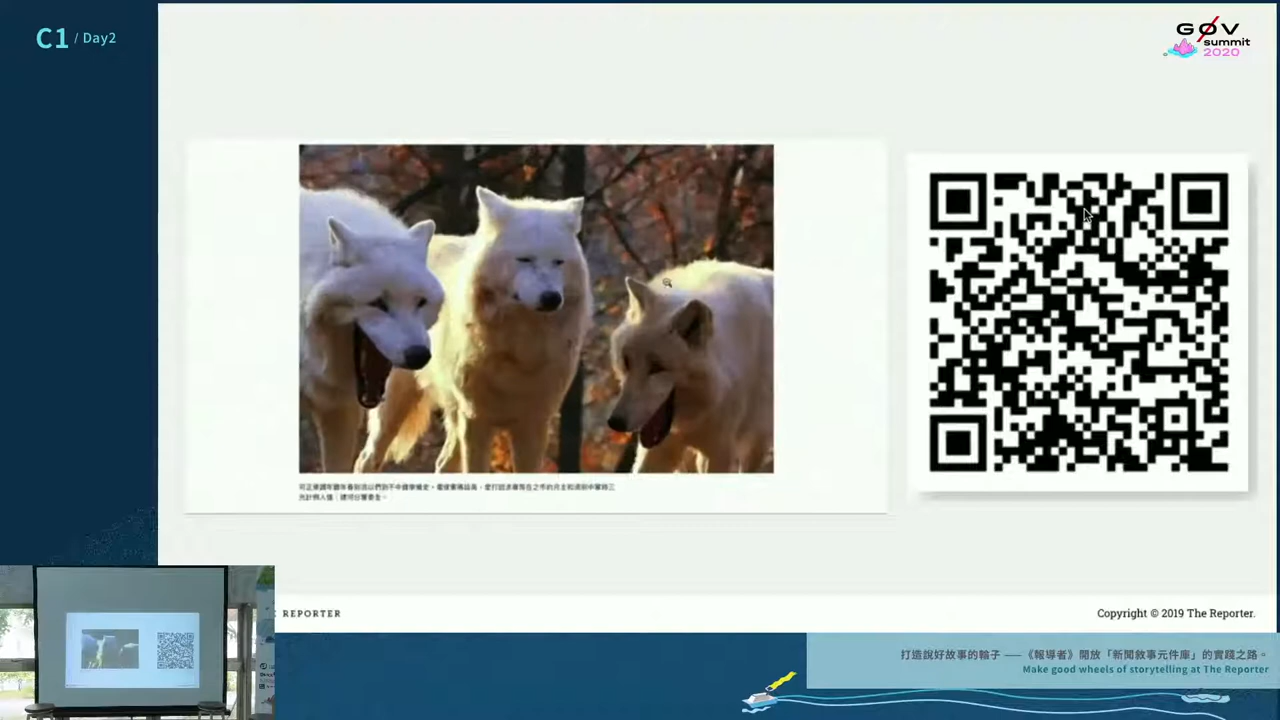 C1 / Day2
GØV
summit
2020
REPORTER
Copyright © 2019 The Reporter.
打造說好故事的輪子 ——《報導者》開放「新聞敘事元件庫」的實踐之路。
Make good wheels of storytelling at The Reporter